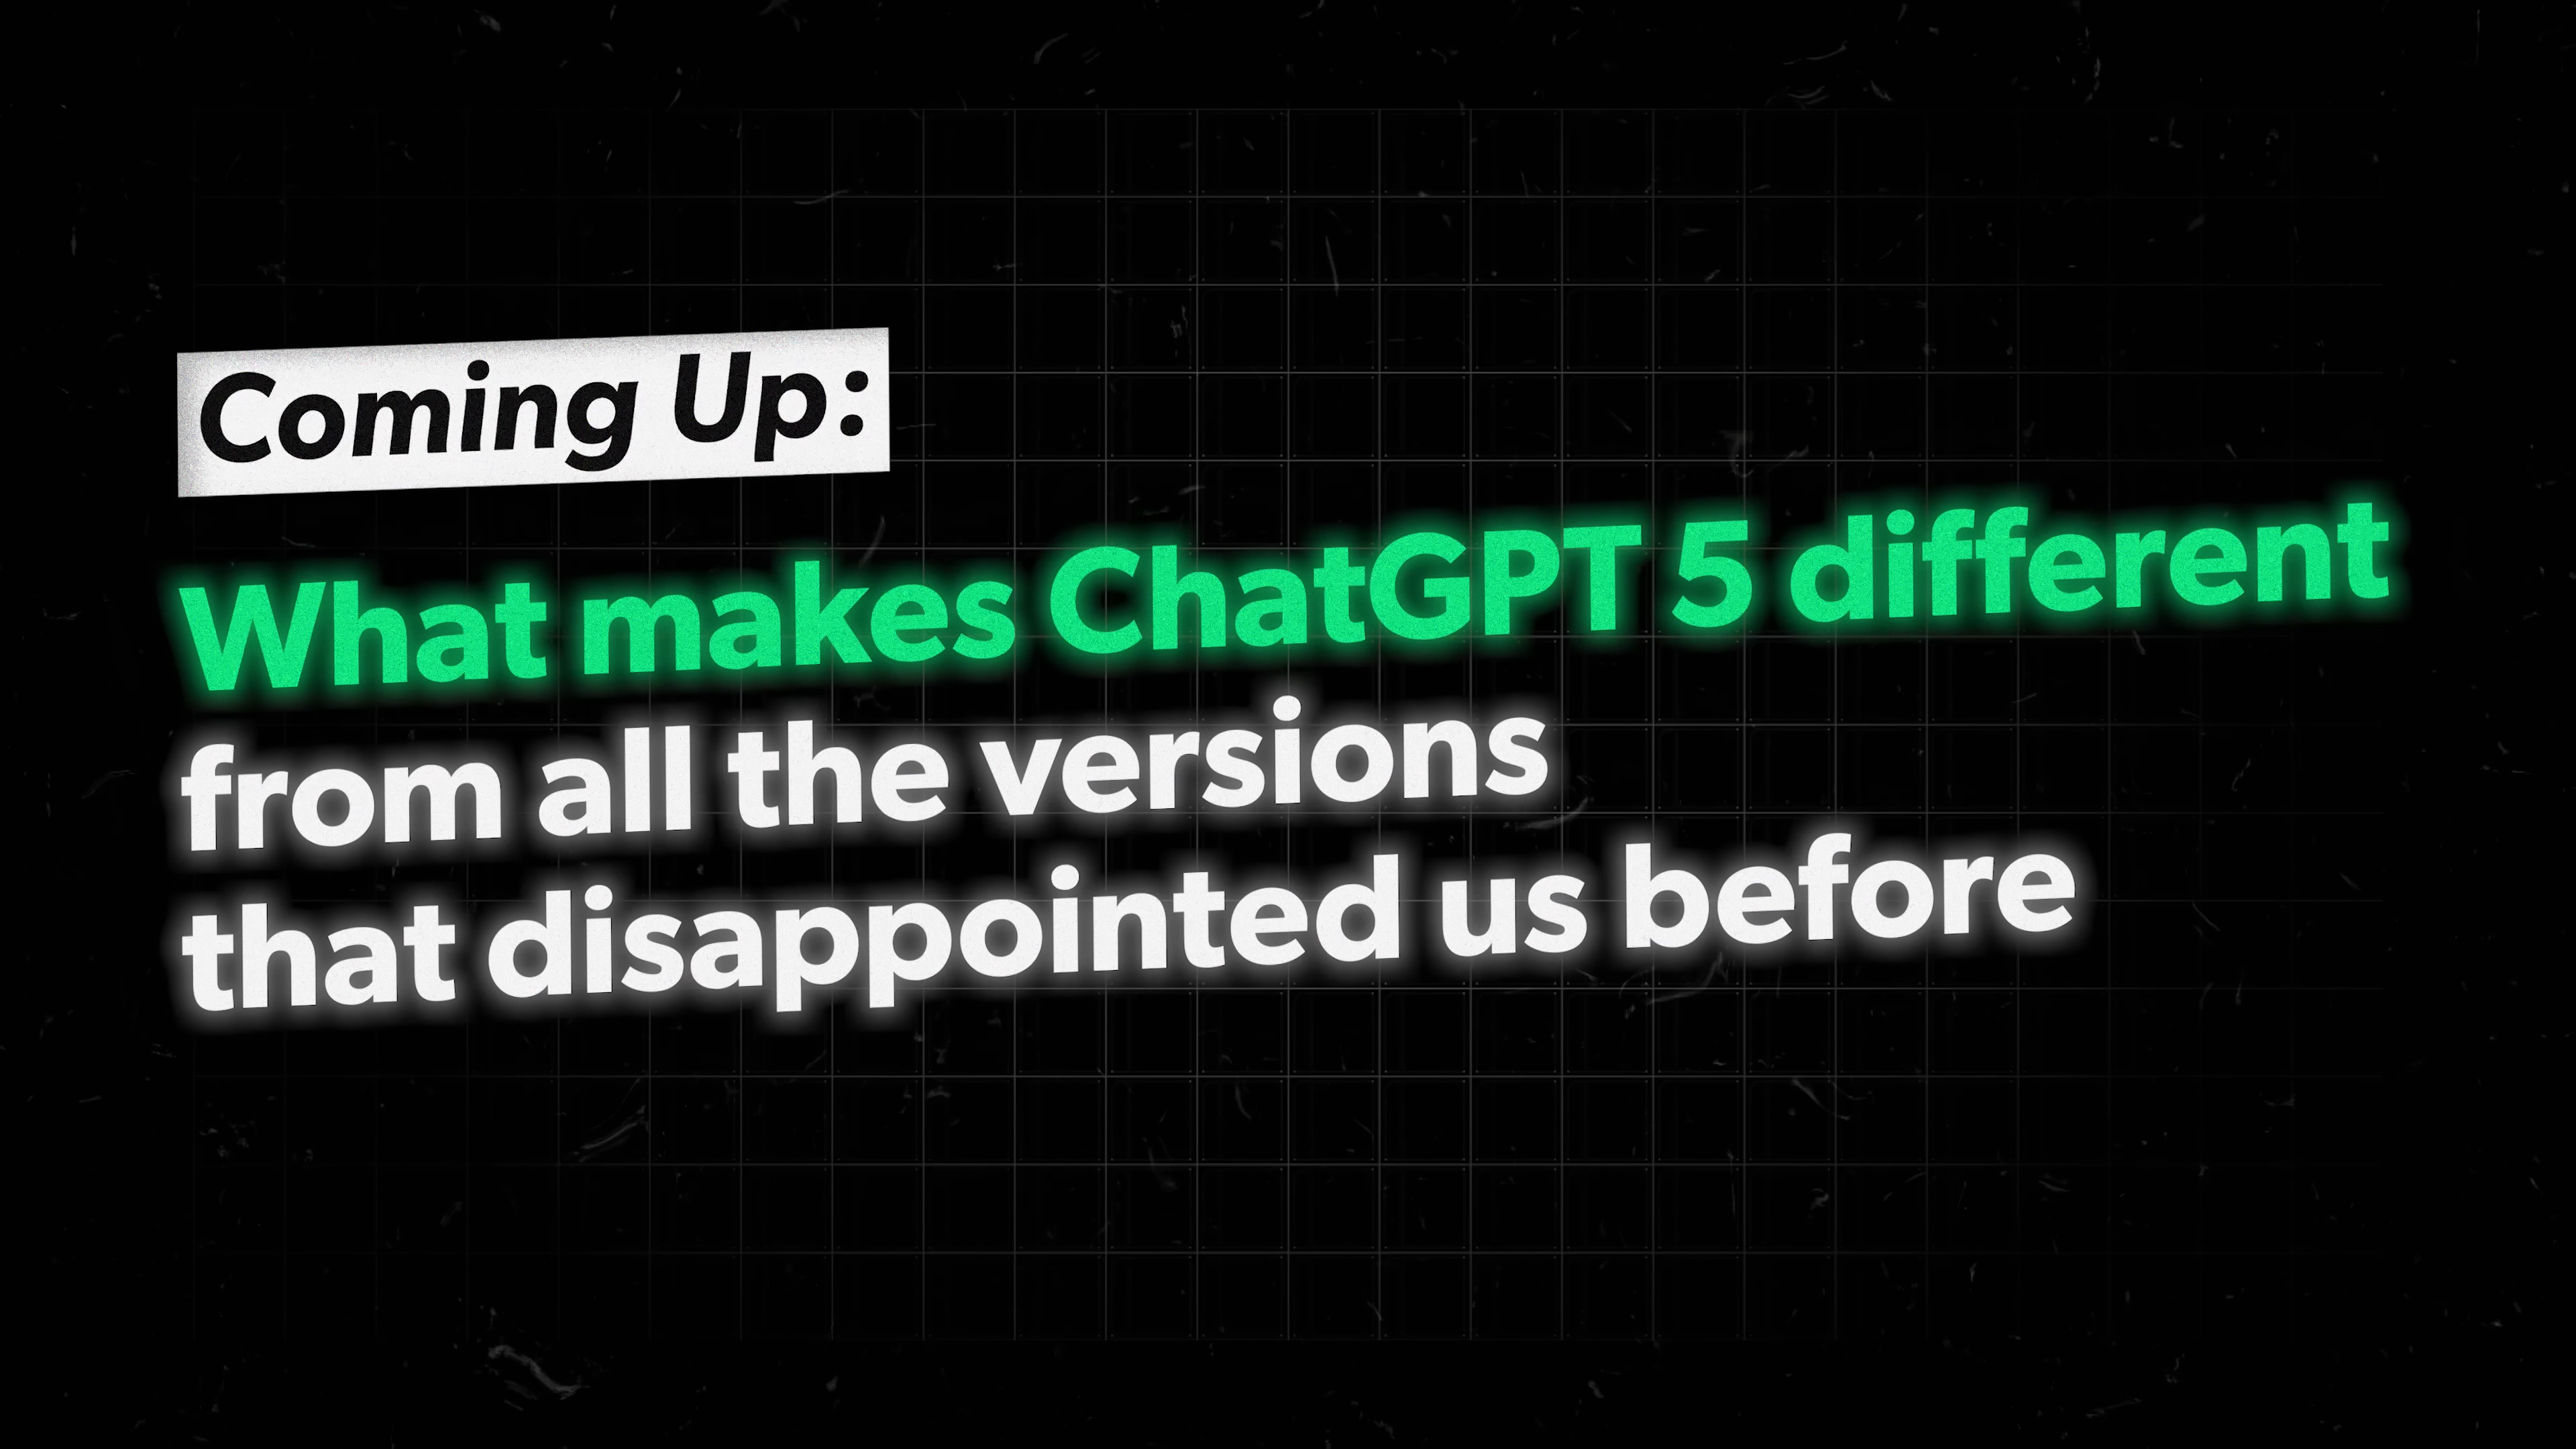 Coming Up:
What makes ChatGPT 5 different
from all the versions
that disappointed us before